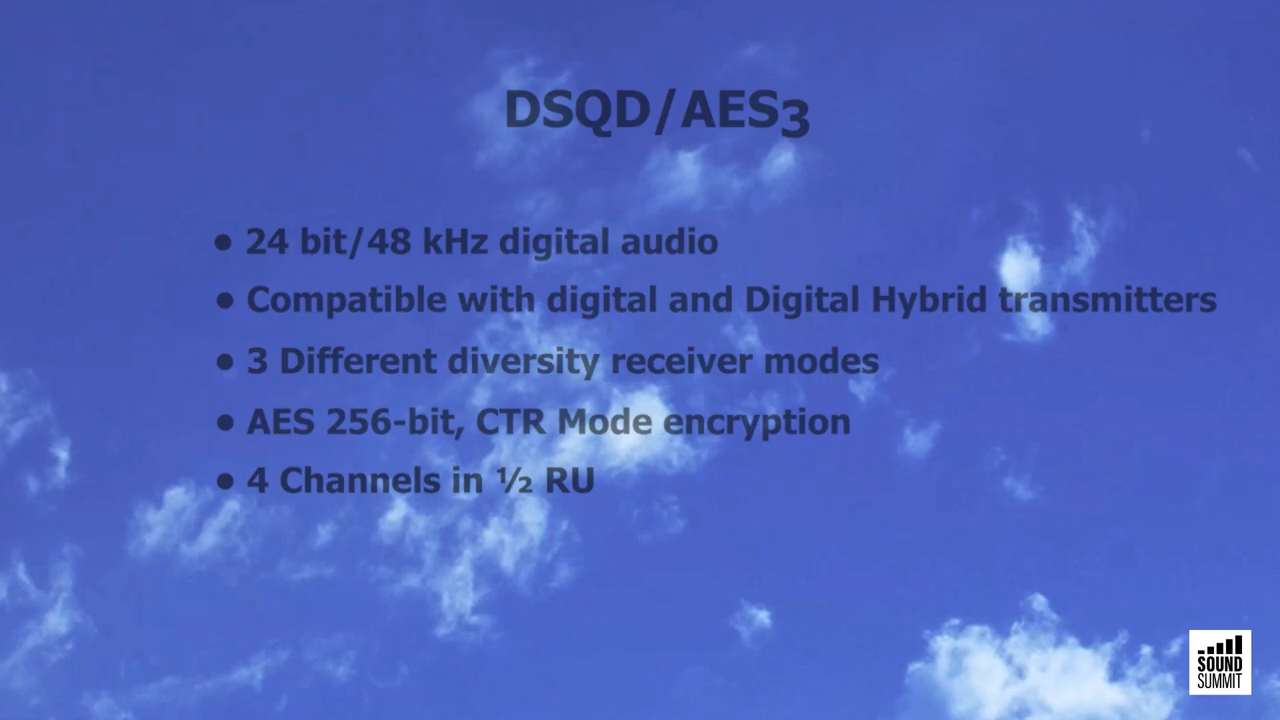 DSQD/AES3
• 24 bit/48 kHz digital audio
• Compatible with digital and Digital Hybrid transmitters
• 3 Different diversity receiver modes
• AES 256-bit, CTR Mode encryption
• 4 Channels in ½ RU
SOUND
SUMMIT